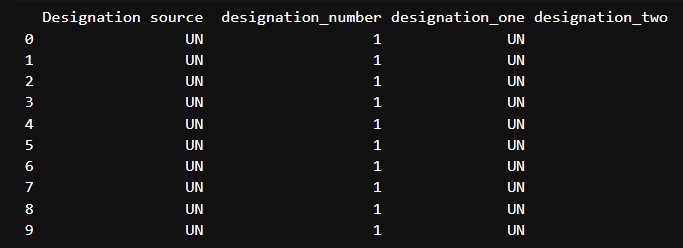 Designation source designation_number designation_one designation_two
0 UN 1 UN
1 UN 1 UN
2 UN 1 UN
3 UN 1 UN
4 UN 1 UN
5 UN 1 UN
6 UN 1 UN
7 UN 1 UN
8 UN 1 UN
9 UN 1 UN